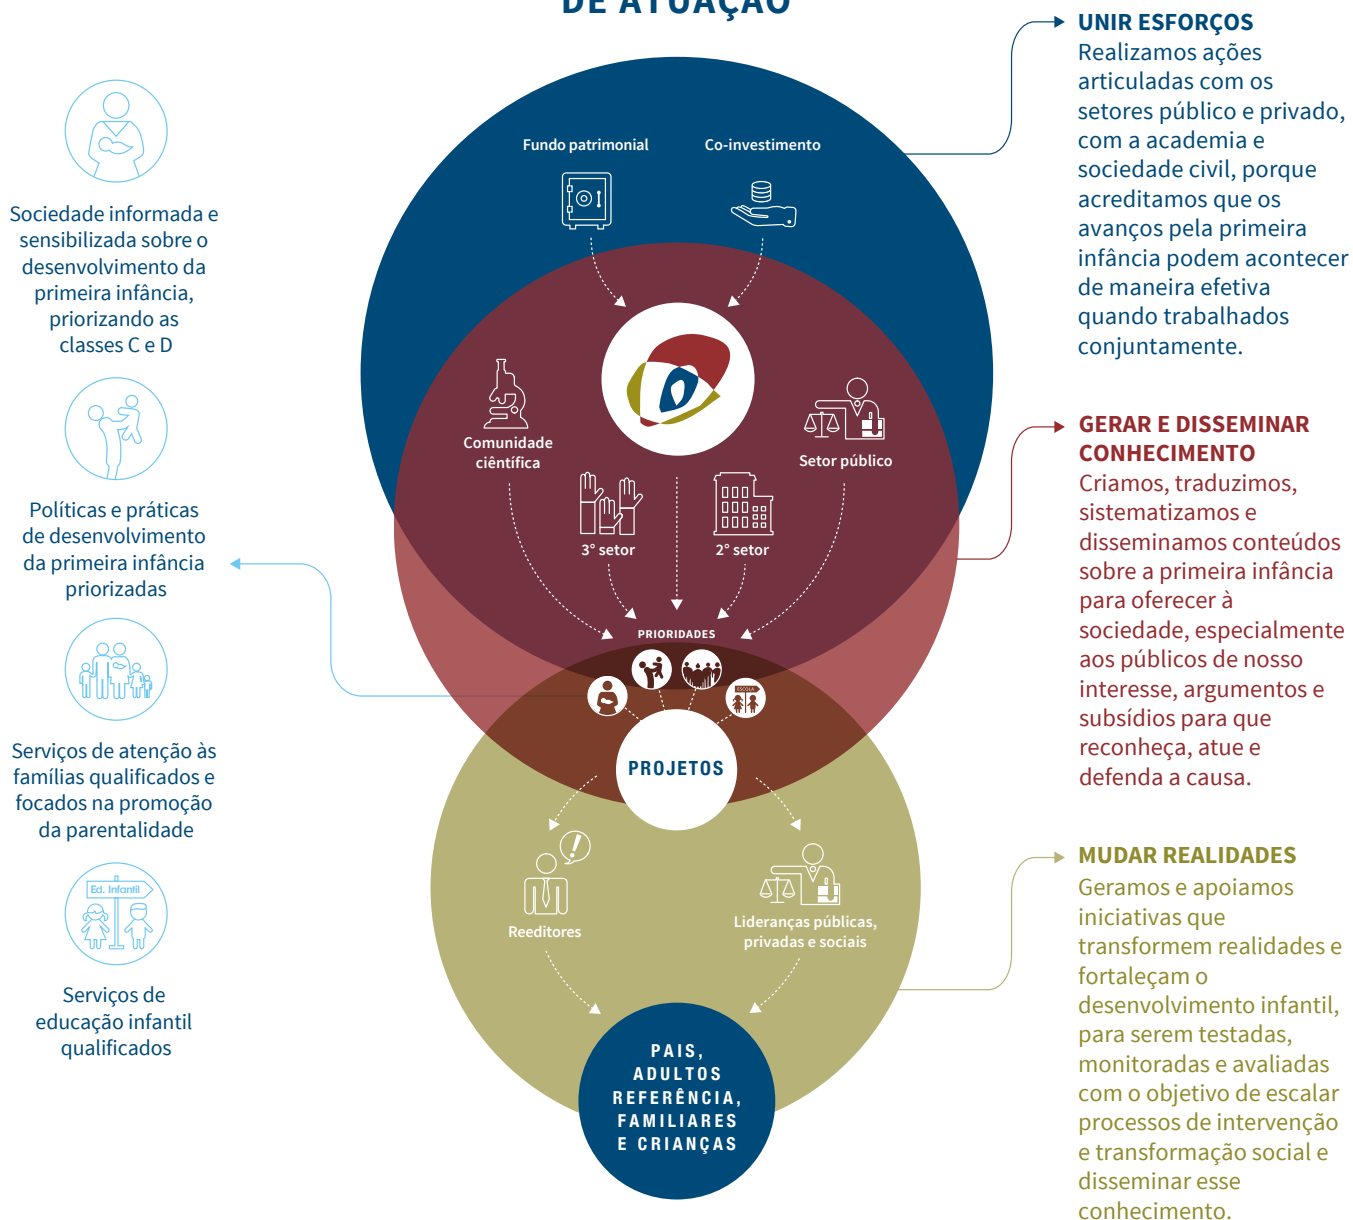 DE ATUAÇÃO
Sociedade informada e
sensibilizada sobre o
desenvolvimento da
primeira infância,
priorizando as
classes C e D
Políticas e práticas
de desenvolvimento
da primeira infância
priorizadas
Serviços de atenção às
famílias qualificados e
focados na promoção
da parentalidade
Ed. Infantil
Serviços de
educação infantil
qualificados
Fundo patrimonial
Co-investimento
Comunidade
ciêntífica
Setor público
3° setor
2° setor
PRIORIDADES
ESCOLA
PROJETOS
Reeditores
Lideranças públicas,
privadas e sociais
PAIS,
ADULTOS
REFERÊNCIA,
FAMILIARES
E CRIANÇAS
UNIR ESFORÇOS
Realizamos ações
articuladas com os
setores público e privado,
com a academia e
sociedade civil, porque
acreditamos que os
avanços pela primeira
infância podem acontecer
de maneira efetiva
quando trabalhados
conjuntamente.
GERAR E DISSEMINAR
CONHECIMENTO
Criamos, traduzimos,
sistematizamos e
disseminamos conteúdos
sobre a primeira infância
para oferecer à
sociedade, especialmente
aos públicos de nosso
interesse, argumentos e
subsídios para que
reconheça, atue e
defenda a causa.
MUDAR REALIDADES
Geramos e apoiamos
iniciativas que
transformem realidades e
fortaleçam o
desenvolvimento infantil,
para serem testadas,
monitoradas e avaliadas
com o objetivo de escalar
processos de intervenção
e transformação social e
disseminar esse
conhecimento.